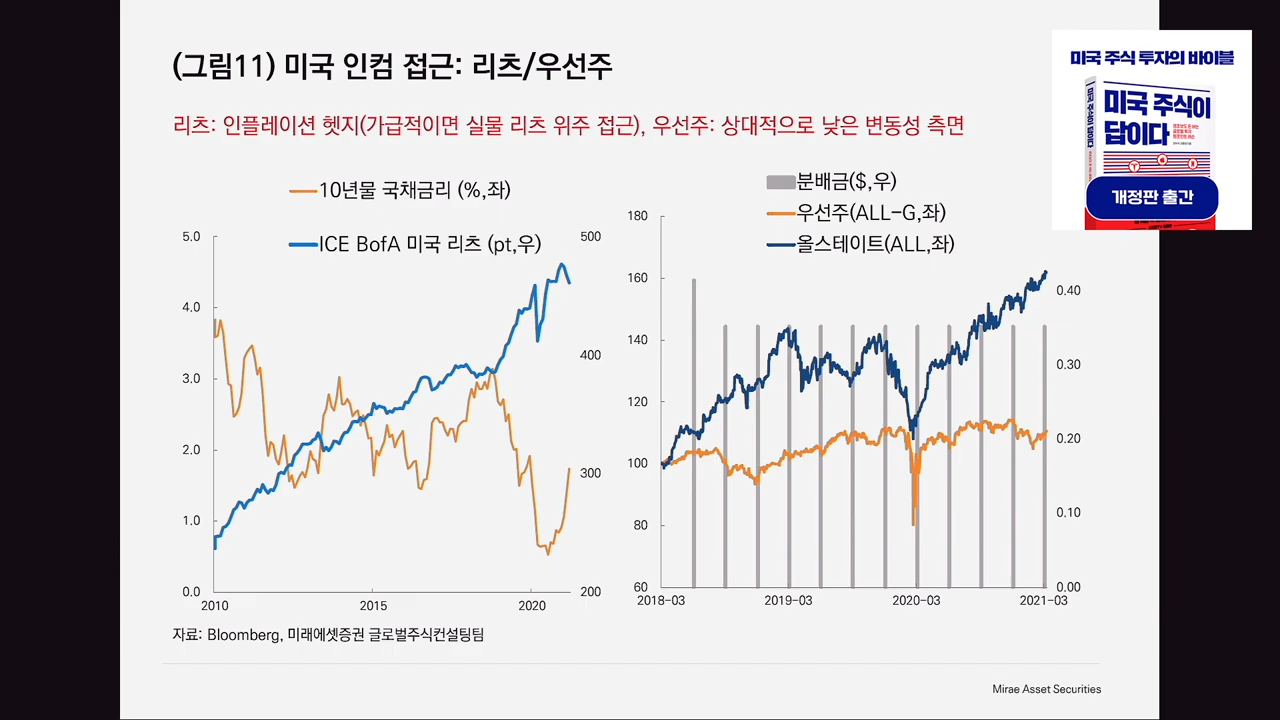 (그림11) 미국 인컴 접근: 리츠/우선주
리츠: 인플레이션 헷지(가급적이면 실물 리츠 위주 접근), 우선주: 상대적으로 낮은 변동성 측면
10년물 국채금리 (%,좌)
ICE BofA 미국 리츠 (pt,우)
5.0
4.0
3.0
2.0
1.0
0.0
500
400
300
200
2010
2015
2020
분배금($,우)
우선주(ALL-G,좌)
올스테이트(ALL,좌)
180
160
140
120
100
80
60
0.40
0.30
0.20
0.10
0.00
2018-03
2019-03
2020-03
2021-03
자료: Bloomberg, 미래에셋증권 글로벌주식컨설팅팀
Mirae Asset Securities
미국 주식 투자의 바이블
미국 주식이
답이다
미국 주식이 답이다
개정판 출간